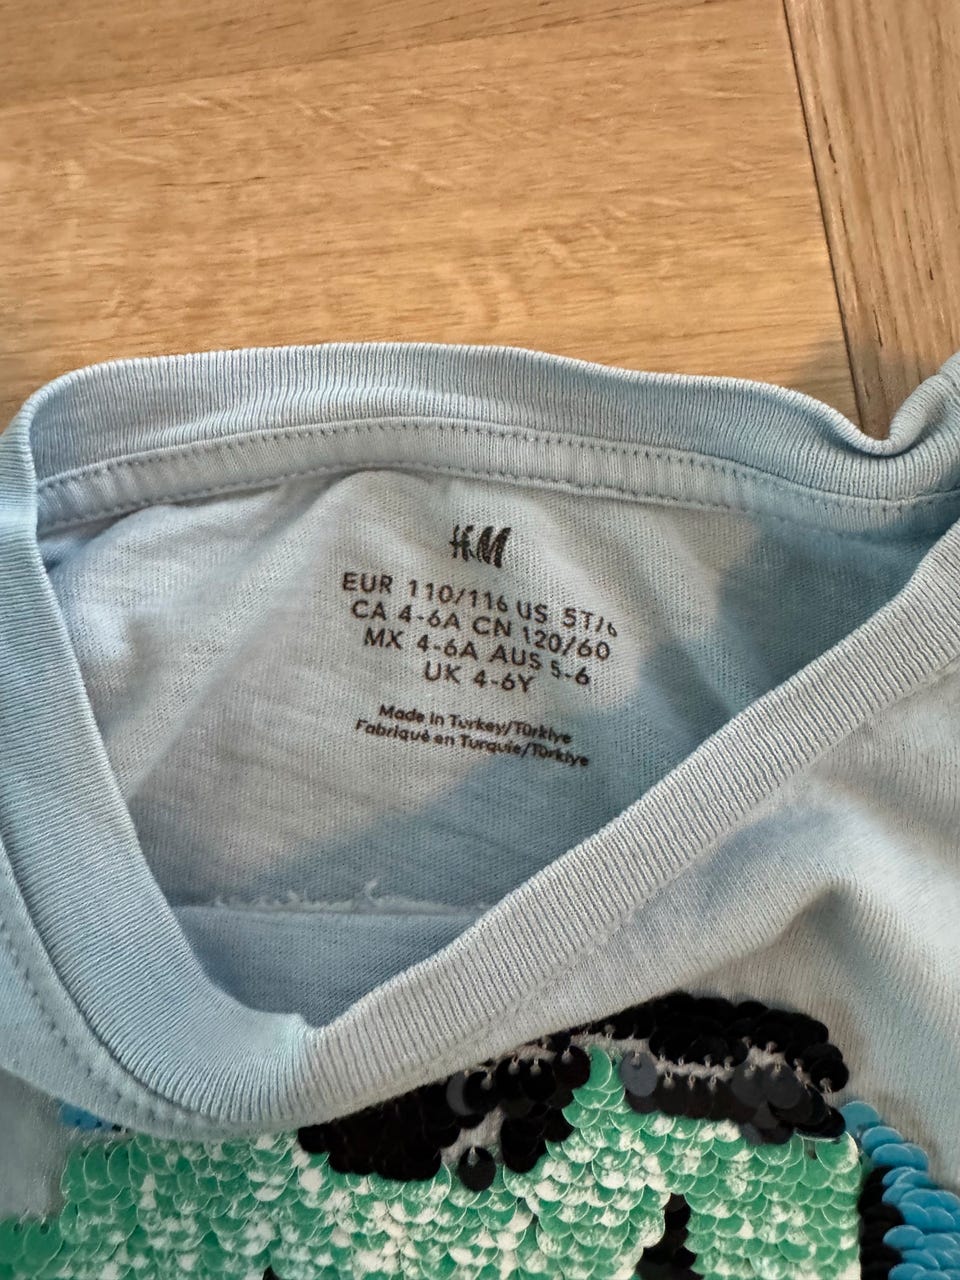 H&M
EUR 110/116 US 5T/6
CA 4-6A CN 120/60
MX 4-6A AUS 5-6
UK 4-6Y
Made in Turkey/Türkiye
Fabriqué en Turquie/Türkiye